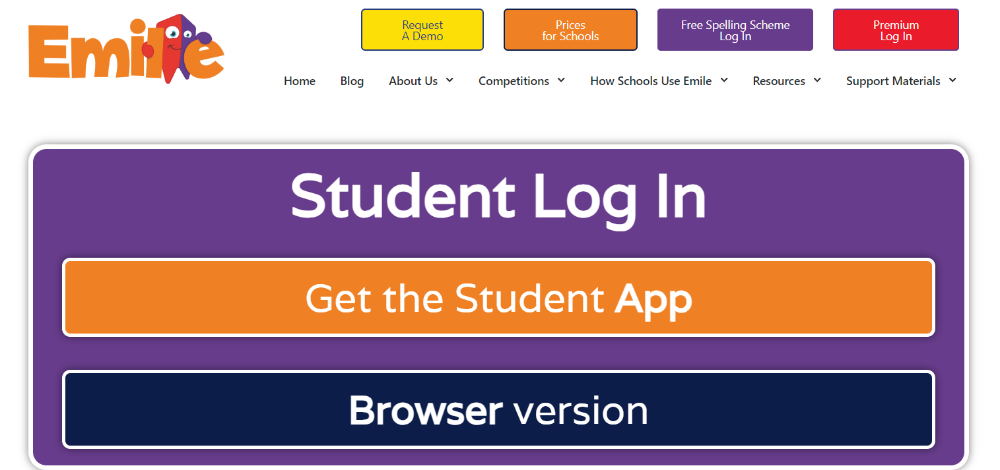 Emile
Request
A Demo
Prices
for Schools
Free Spelling Scheme
Log In
Premium
Log In
Home
Blog
About Us
Competitions
How Schools Use Emile
Resources
Support Materials
Student Log In
Get the Student App
Browser version